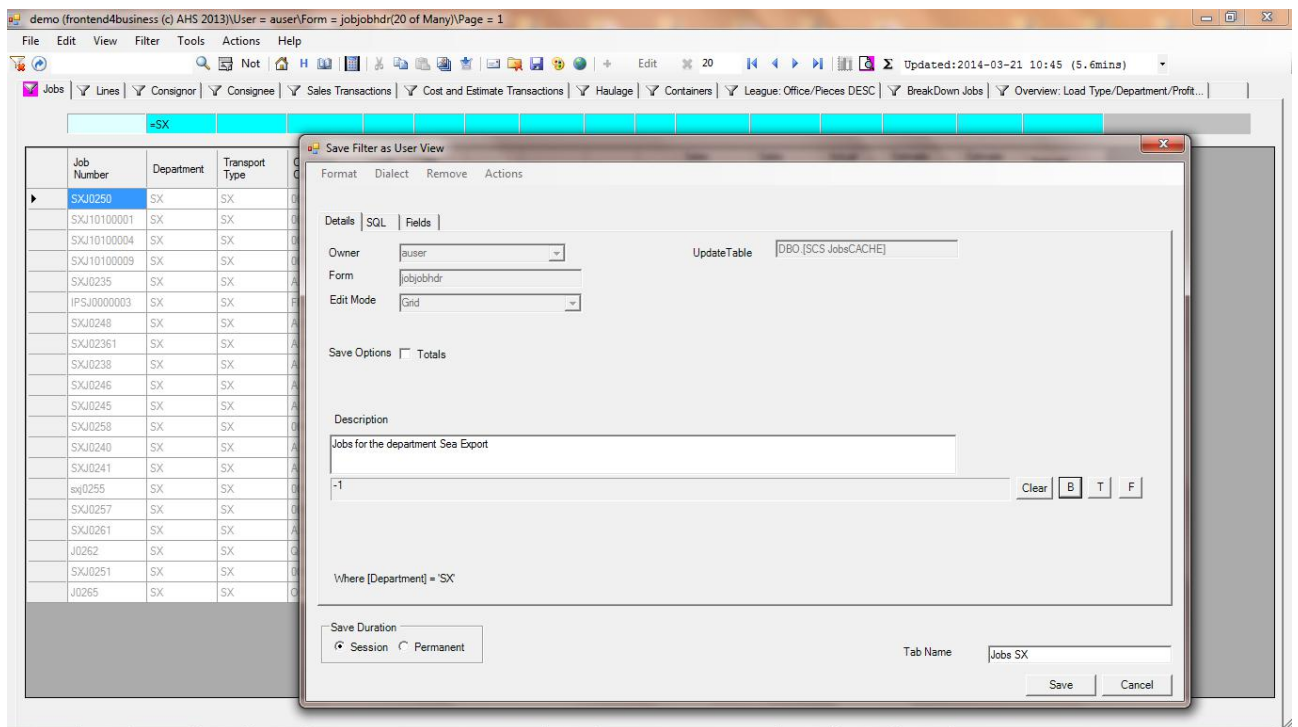 demo (frontend4business (c) AHS 2013)\User = auser\Form = jobjobhdr(20 of Many)\Page = 1
File Edit View Filter Tools Actions Help
Not H + Edit 20 Σ Updated:2014-03-21 10:45 (5.6mins)
Jobs Lines Consignor Consignee Sales Transactions Cost and Estimate Transactions Haulage Containers League: Office/Pieces DESC BreakDown Jobs Overview: Load Type/Department/Profit...
=SX
Save Filter as User View
Job Number Department Transport Type
Format Dialect Remove Actions
SXJ0250 SX SX
SXJ10100001 SX SX
SXJ10100004 SX SX
SXJ10100009 SX SX
SXJ0235 SX SX
IPSJ0000003 SX SX
SXJ0248 SX SX
SXJ02361 SX SX
SXJ0238 SX SX
SXJ0246 SX SX
SXJ0245 SX SX
SXJ0258 SX SX
SXJ0240 SX SX
SXJ0241 SX SX
sxj0255 SX SX
SXJ0257 SX SX
SXJ0261 SX SX
J0262 SX SX
SXJ0251 SX SX
J0265 SX SX
Details SQL Fields
Owner auser UpdateTable DBO.[SCS JobsCACHE]
Form jobjobhdr
Edit Mode Grid
Save Options Totals
Description
Jobs for the department Sea Export
-1 Clear B T F
Where [Department] = 'SX'
Save Duration
Session Permanent
Tab Name Jobs SX
Save Cancel